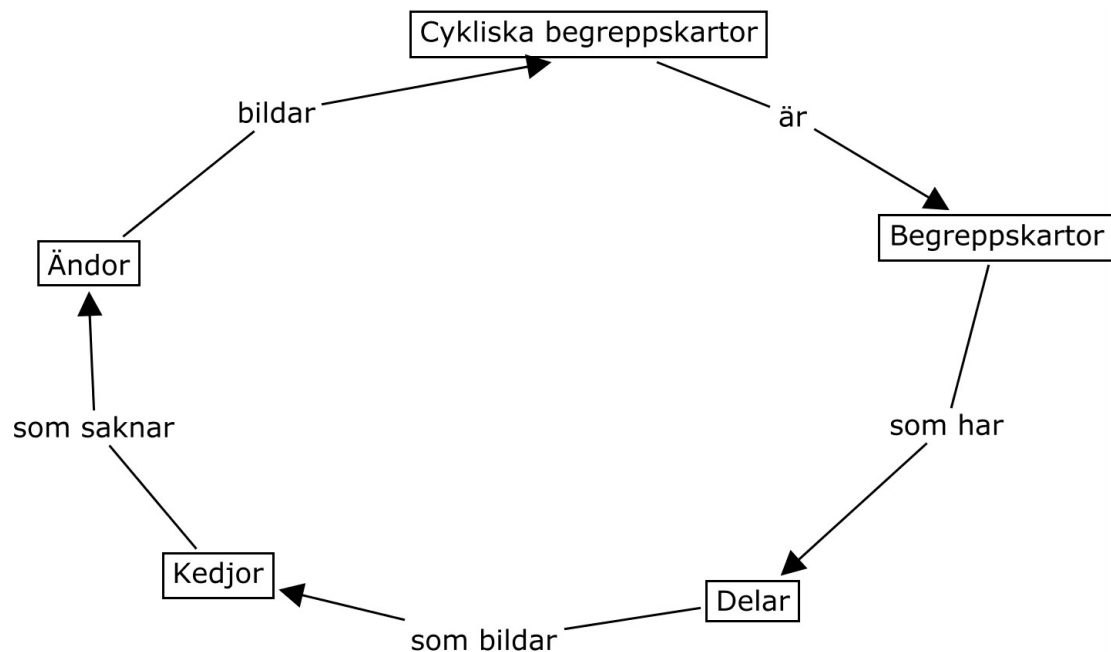 Cykliska begreppskartor
är
Begreppskartor
som har
Delar
som bildar
Kedjor
som saknar
Ändor
bildar